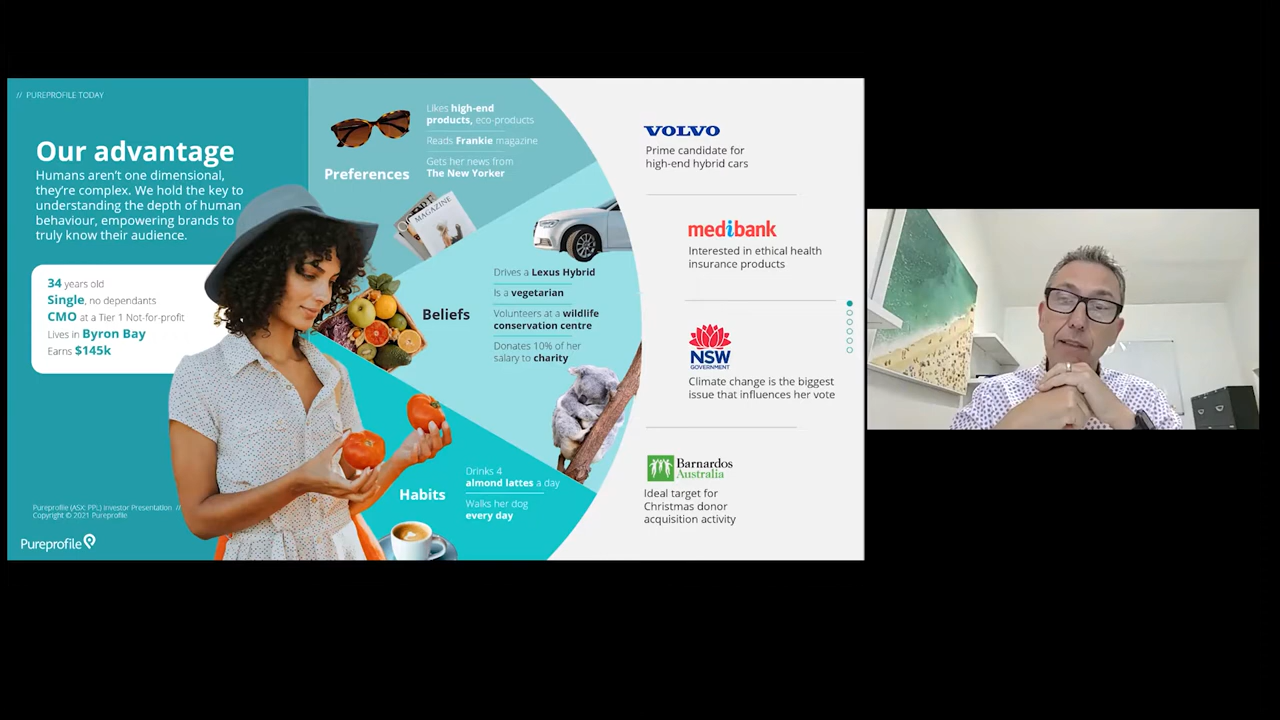 // PUREPROFILE TODAY
Our advantage
Humans aren't one dimensional,
they're complex. We hold the key to
understanding the depth of human
behaviour, empowering brands to
truly know their audience.
34 years old
Single, no dependants
CMO at a Tier 1 Not-for-profit
Lives in Byron Bay
Earns $145k
Pureprofile (ASX: PPL) Investor Presentation //
Copyright © 2021 Pureprofile
Pureprofile
Preferences
Likes high-end
products, eco-products
Reads Frankie magazine
Gets her news from
The New Yorker
MAGAZINE
Beliefs
Drives a Lexus Hybrid
Is a vegetarian
Volunteers at a wildlife
conservation centre
Donates 10% of her
salary to charity
Habits
Drinks 4
almond lattes a day
Walks her dog
every day
VOLVO
Prime candidate for
high-end hybrid cars
medibank
Interested in ethical health
insurance products
NSW
GOVERNMENT
Climate change is the biggest
issue that influences her vote
Barnardos
Australia
Ideal target for
Christmas donor
acquisition activity